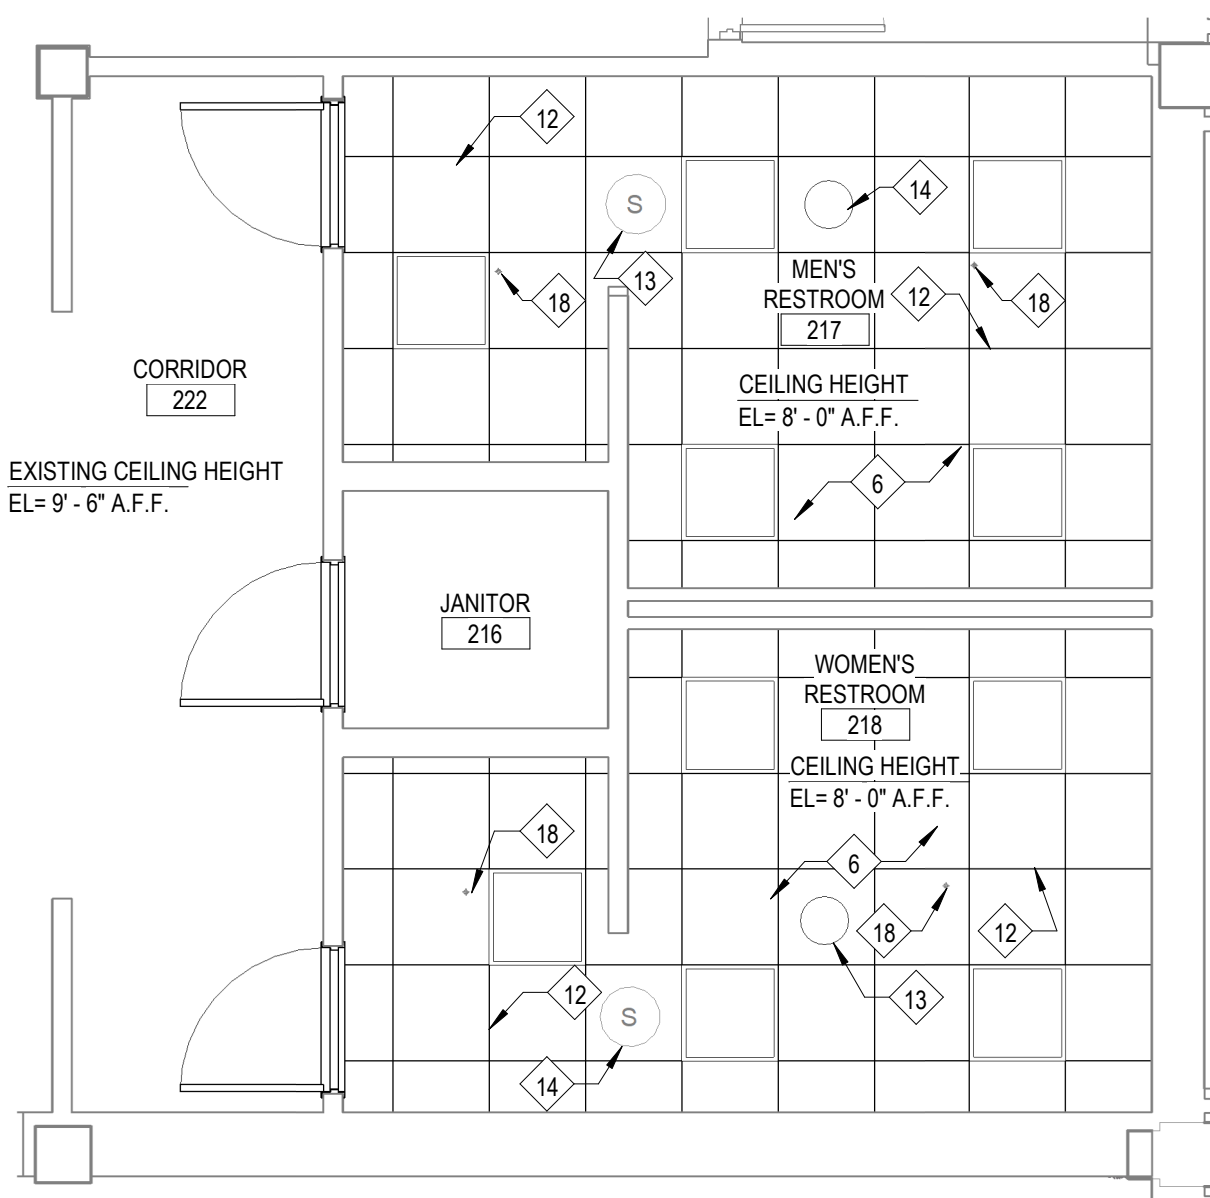 12
14
S
13
18
MEN'S
RESTROOM
217
12
18
CORRIDOR
222
CEILING HEIGHT
EL= 8' - 0" A.F.F.
EXISTING CEILING HEIGHT
EL= 9' - 6" A.F.F.
6
JANITOR
216
WOMEN'S
RESTROOM
218
CEILING HEIGHT
EL= 8' - 0" A.F.F.
18
6
18
12
12
13
S
14